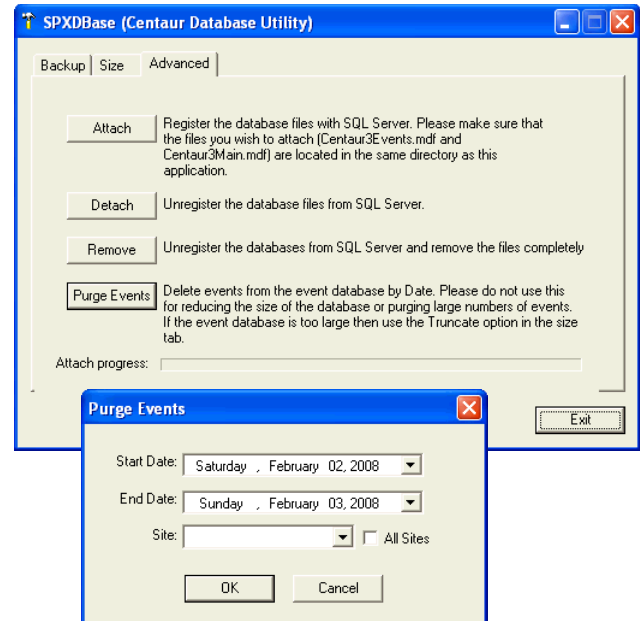 SPXDBase (Centaur Database Utility)
Backup Size Advanced
Attach
Register the database files with SQL Server. Please make sure that
the files you wish to attach (Centaur3Events.mdf and
Centaur3Main.mdf) are located in the same directory as this
application.
Detach
Unregister the database files from SQL Server.
Remove
Unregister the databases from SQL Server and remove the files completely
Purge Events
Delete events from the event database by Date. Please do not use this
for reducing the size of the database or purging large numbers of events.
If the event database is too large then use the Truncate option in the size
tab.
Attach progress:
Exit
Purge Events
Start Date: Saturday , February 02, 2008
End Date: Sunday , February 03, 2008
Site: All Sites
OK Cancel